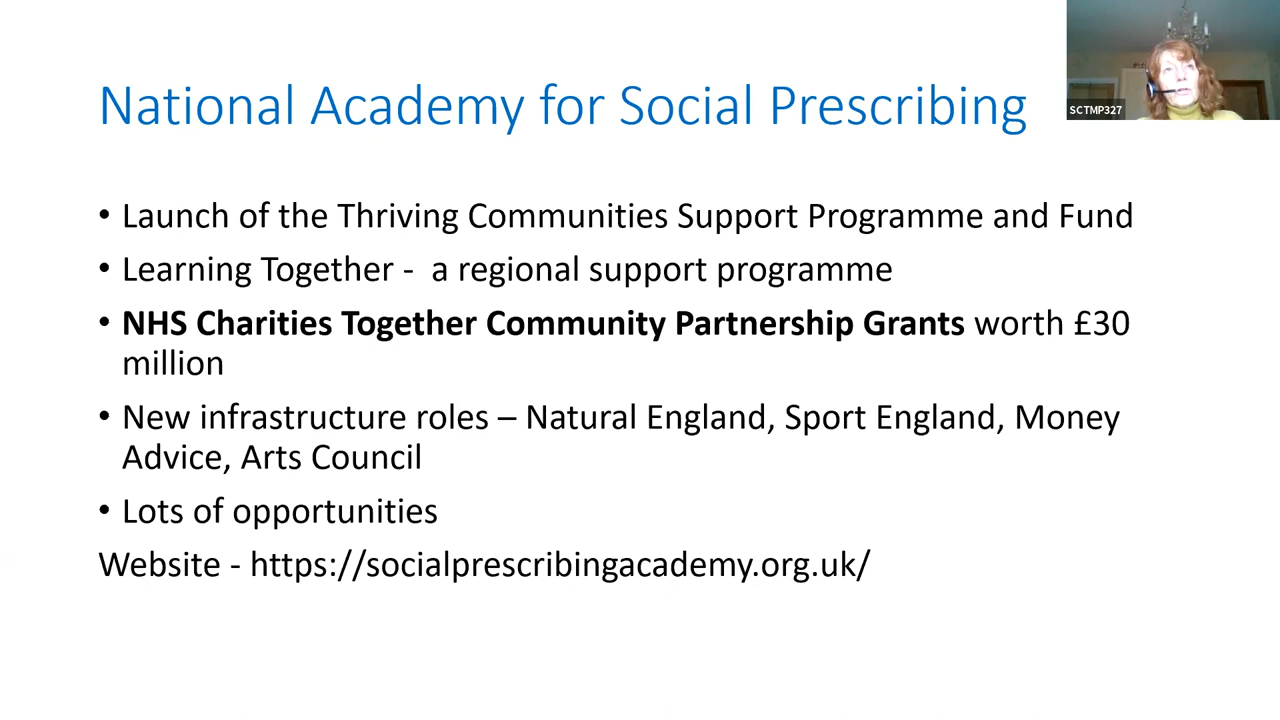 National Academy for Social Prescribing
SCTMP327
• Launch of the Thriving Communities Support Programme and Fund
• Learning Together -  a regional support programme
• NHS Charities Together Community Partnership Grants worth £30
million
• New infrastructure roles – Natural England, Sport England, Money
Advice, Arts Council
• Lots of opportunities
Website - https://socialprescribingacademy.org.uk/